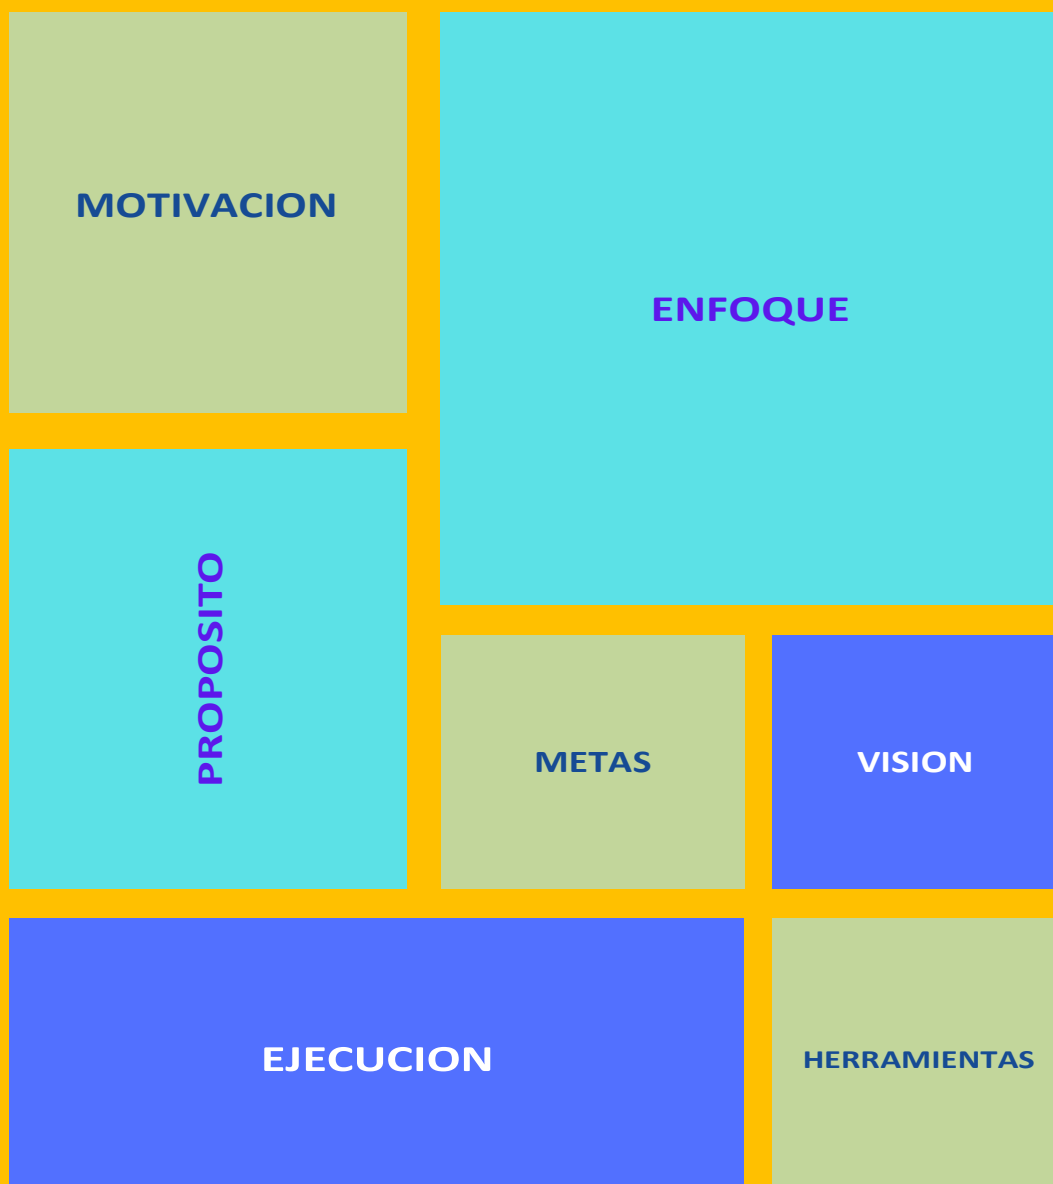 MOTIVACION
ENFOQUE
PROPOSITO
METAS
VISION
EJECUCION
HERRAMIENTAS